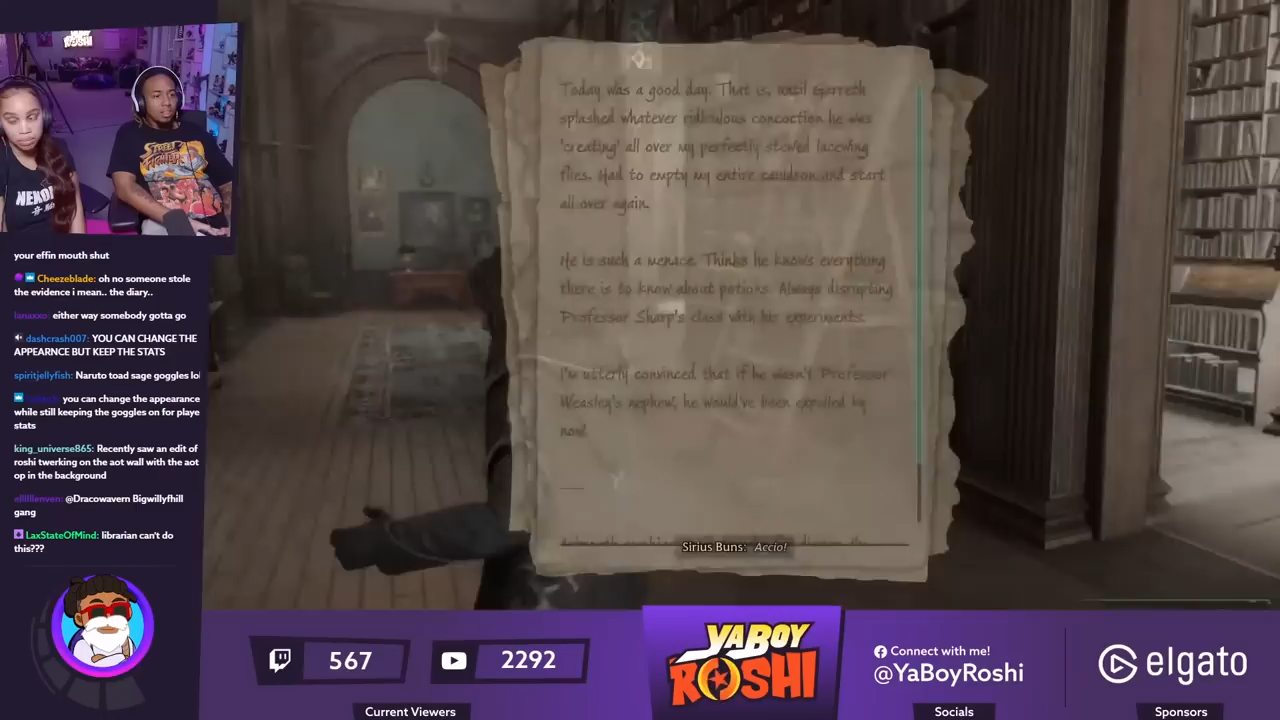 YABOY
ROSHI
STREET
FIGHTER
your effin mouth shut
Cheezeblade: oh no someone stole
the evidence i mean.. the diary..
either way somebody gotta go
dashcrash007: YOU CAN CHANGE THE
APPEARNCE BUT KEEP THE STATS
spiritjellyfish: Naruto toad sage goggles lol
you can change the appearance
while still keeping the goggles on for playe
stats
king_universe865: Recently saw an edit of
roshi twerking on the aot wall with the aot
op in the background
@Dracowavern Bigwillyfhill
gang
LaxStateOfMind: librarian can't do
this???
Today was a good day. That is, until Garreth
splashed whatever ridiculous concoction he was
'creating' all over my perfectly stewed lacewing
flies. Had to empty my entire cauldron and start
all over again.
He is such a menace. Thinks he knows everything
there is to know about potions. Always disrupting
Professor Sharp's class with his experiments.
I'm utterly convinced that if he wasn't Professor
Weasley's nephew, he would've been expelled by
now!
Sirius Buns: Accio!
567
2292
Current Viewers
YABOY
ROSHI
Connect with me!
@YaBoyRoshi
Socials
elgato
Sponsors